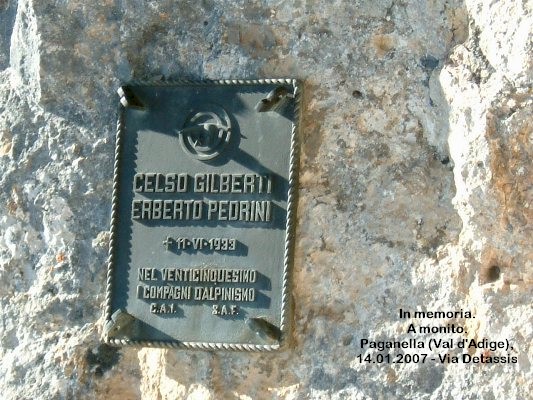 CELSO GILBERTI
ERBERTO PEDRINI
† 11-VI-1933
NEL VENTICINQUESIMO
I COMPAGNI D'ALPINISMO
C.A.I. S.A.F.
In memoria.
A monito.
Paganella (Val d'Adige),
14.01.2007 - Via Detassis